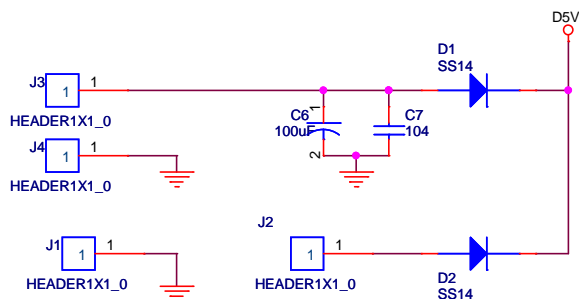 D5V
D1
SS14
J3
1
1
HEADER1X1_0
C6
1
100uF
2
C7
104
J4
1
1
HEADER1X1_0
J1
1
1
HEADER1X1_0
J2
1
1
HEADER1X1_0
D2
SS14